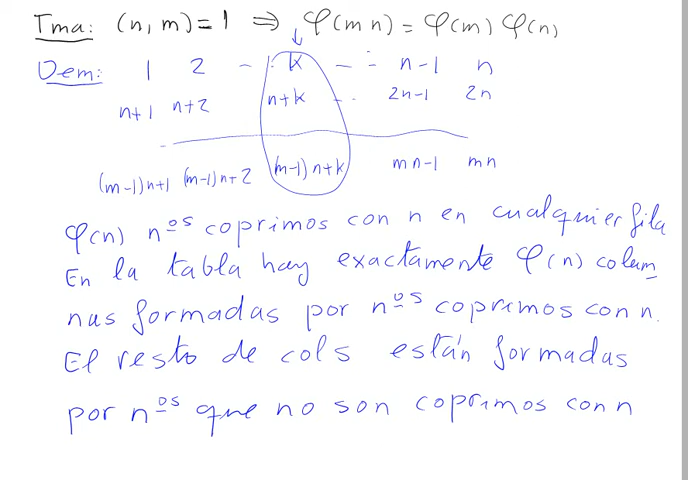 Tma: (n, m) = 1 ⇒ φ(m n) = φ(m) φ(n)
Dem: 1 2 - - k - - n-1 n
n+1 n+2 n+k - - 2n-1 2n
(m-1)n+1 (m-1)n+2 (m-1)n+k mn-1 mn
φ(n) nos coprimos con n en cualquier fila
En la tabla hay exactamente φ(n) colum
nas formadas por nos coprimos con n.
El resto de cols están formadas
por nos que no son coprimos con n